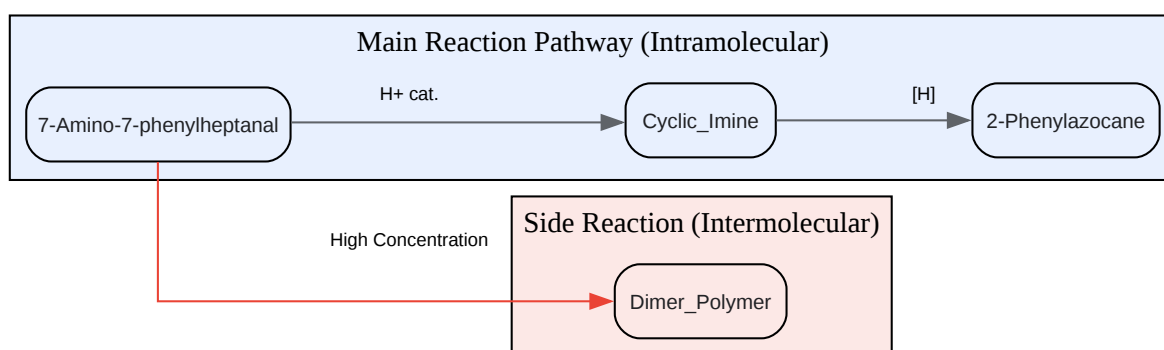 Main Reaction Pathway (Intramolecular)
H+ cat.
[H]
7-Amino-7-phenylheptanal
Cyclic_Imine
2-Phenylazocane
Side Reaction (Intermolecular)
High Concentration
Dimer_Polymer